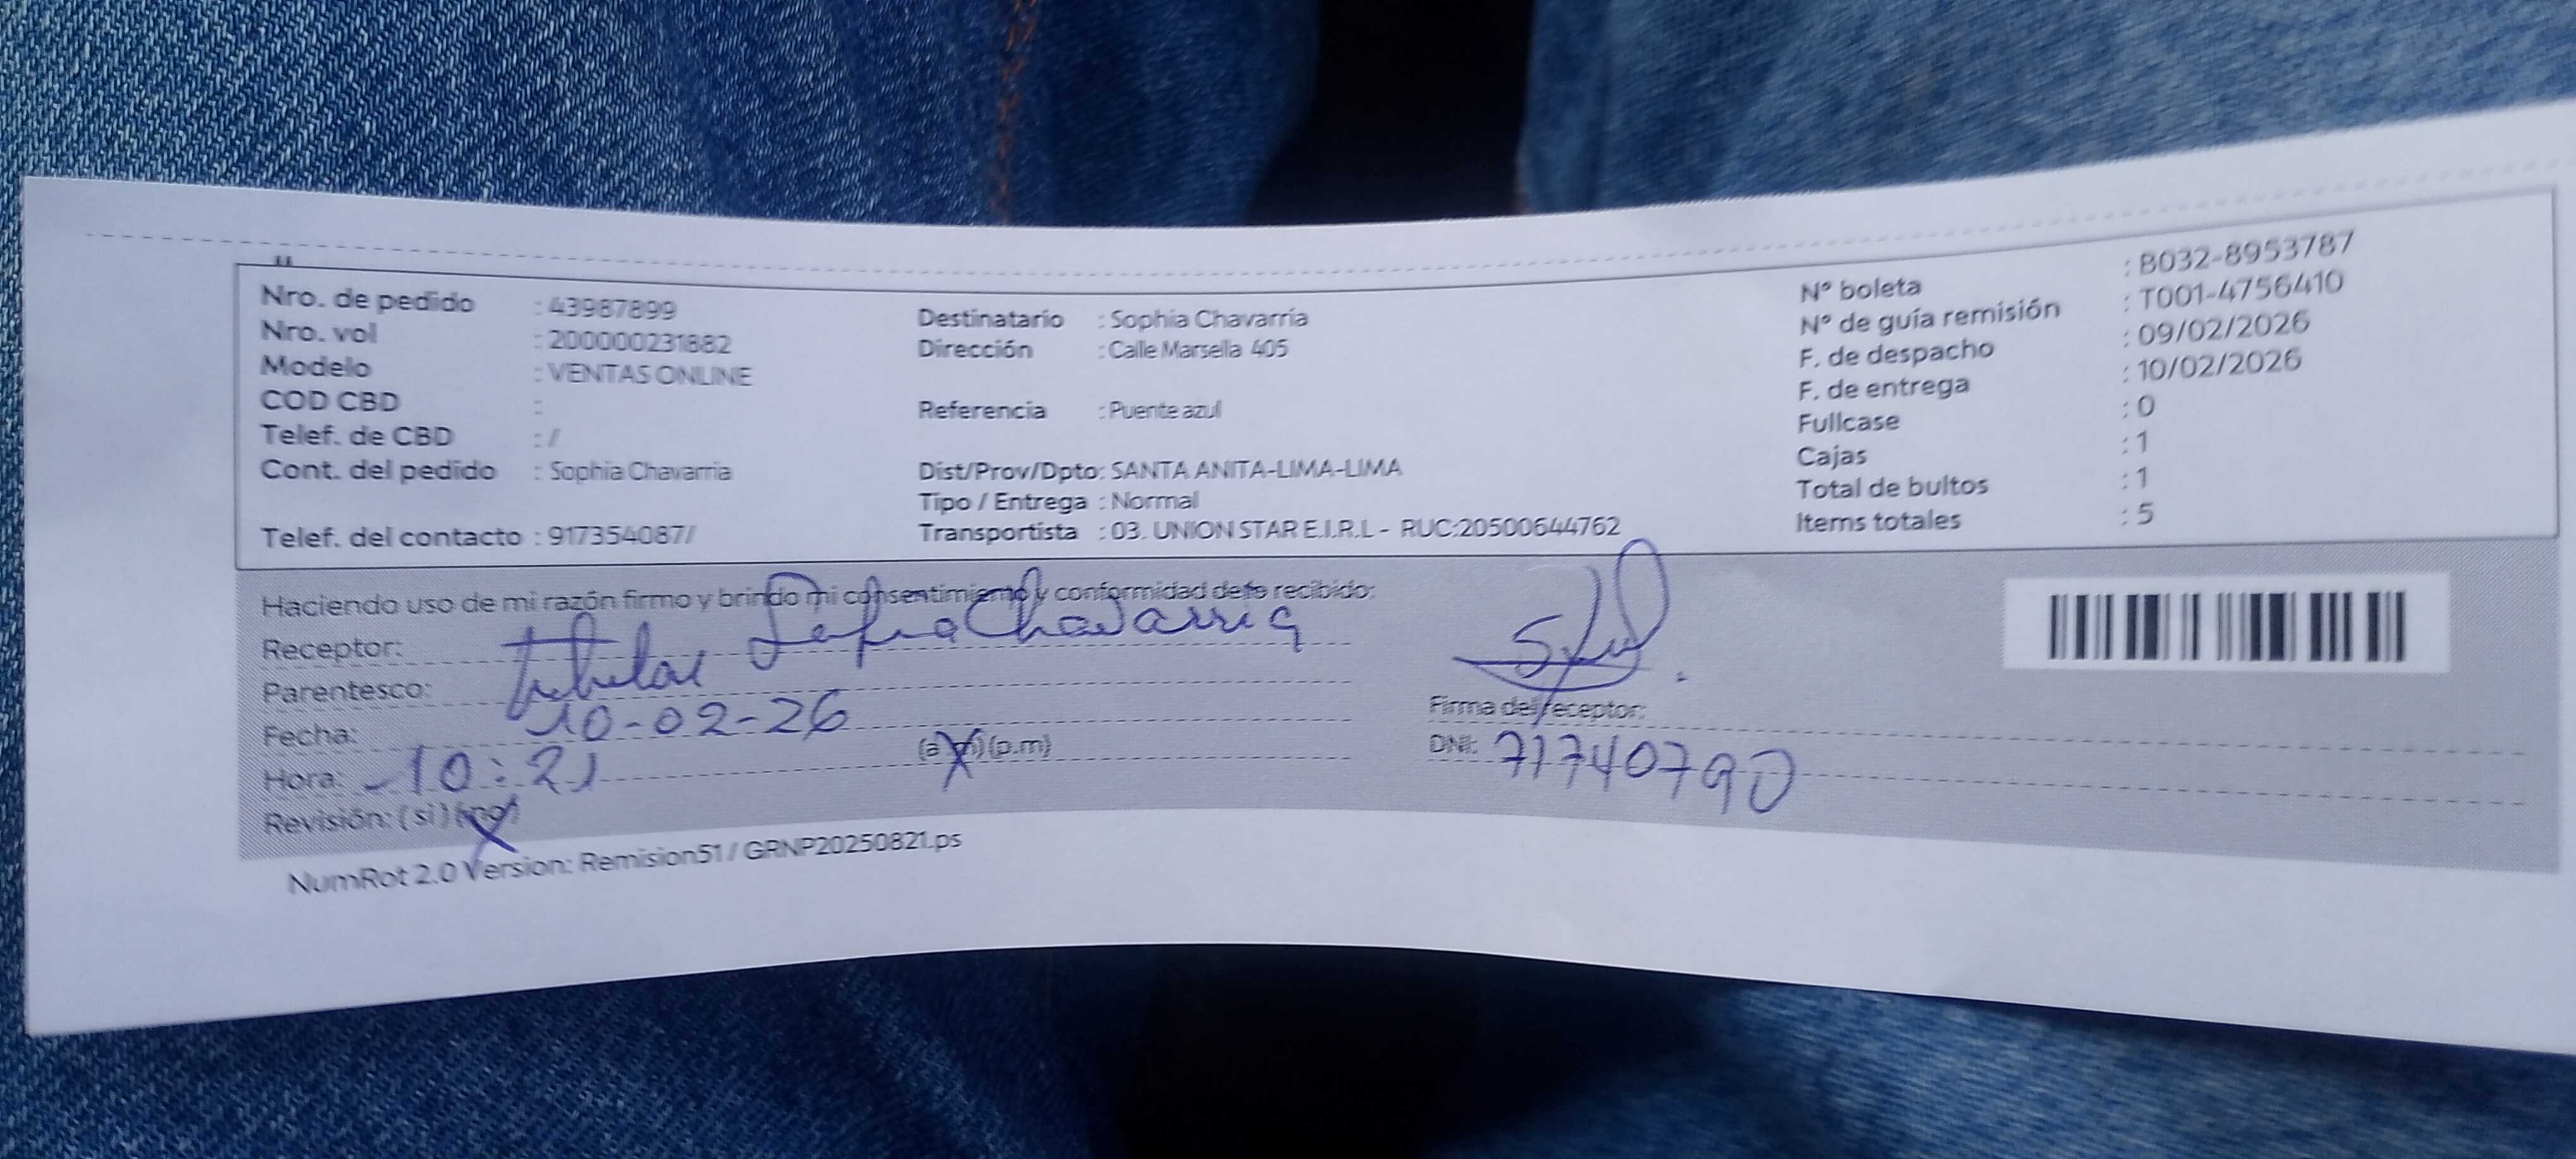 Nro. de pedido : 43987899
Nro. vol : 200000231882
Modelo : VENTAS ONLINE
COD CBD :
Telef. de CBD : /
Cont. del pedido : Sophia Chavarria
Telef. del contacto : 917354087/
Destinatario : Sophia Chavarría
Dirección : Calle Marsella 405
Referencia : Puente azul
Dist/Prov/Dpto: SANTA ANITA-LIMA-LIMA
Tipo / Entrega : Normal
Transportista : 03. UNION STAR E.I.R.L - RUC:20500644762
N° boleta : B032-8953787
N° de guía remisión : T001-4756410
F. de despacho : 09/02/2026
F. de entrega : 10/02/2026
Fullcase : 0
Cajas : 1
Total de bultos : 1
Items totales : 5
Haciendo uso de mi razón firmo y brindo mi consentimiento y conformidad de lo recibido:
Receptor: Chavarria
Parentesco: titular
Fecha: 10-02-26
Hora: 10:21 (a.m) (p.m)
Revisión: (si) (no)
Firma del receptor:
DNI: 71740790
NumRot 2.0 Version: Remision51 / GRNP20250821.ps